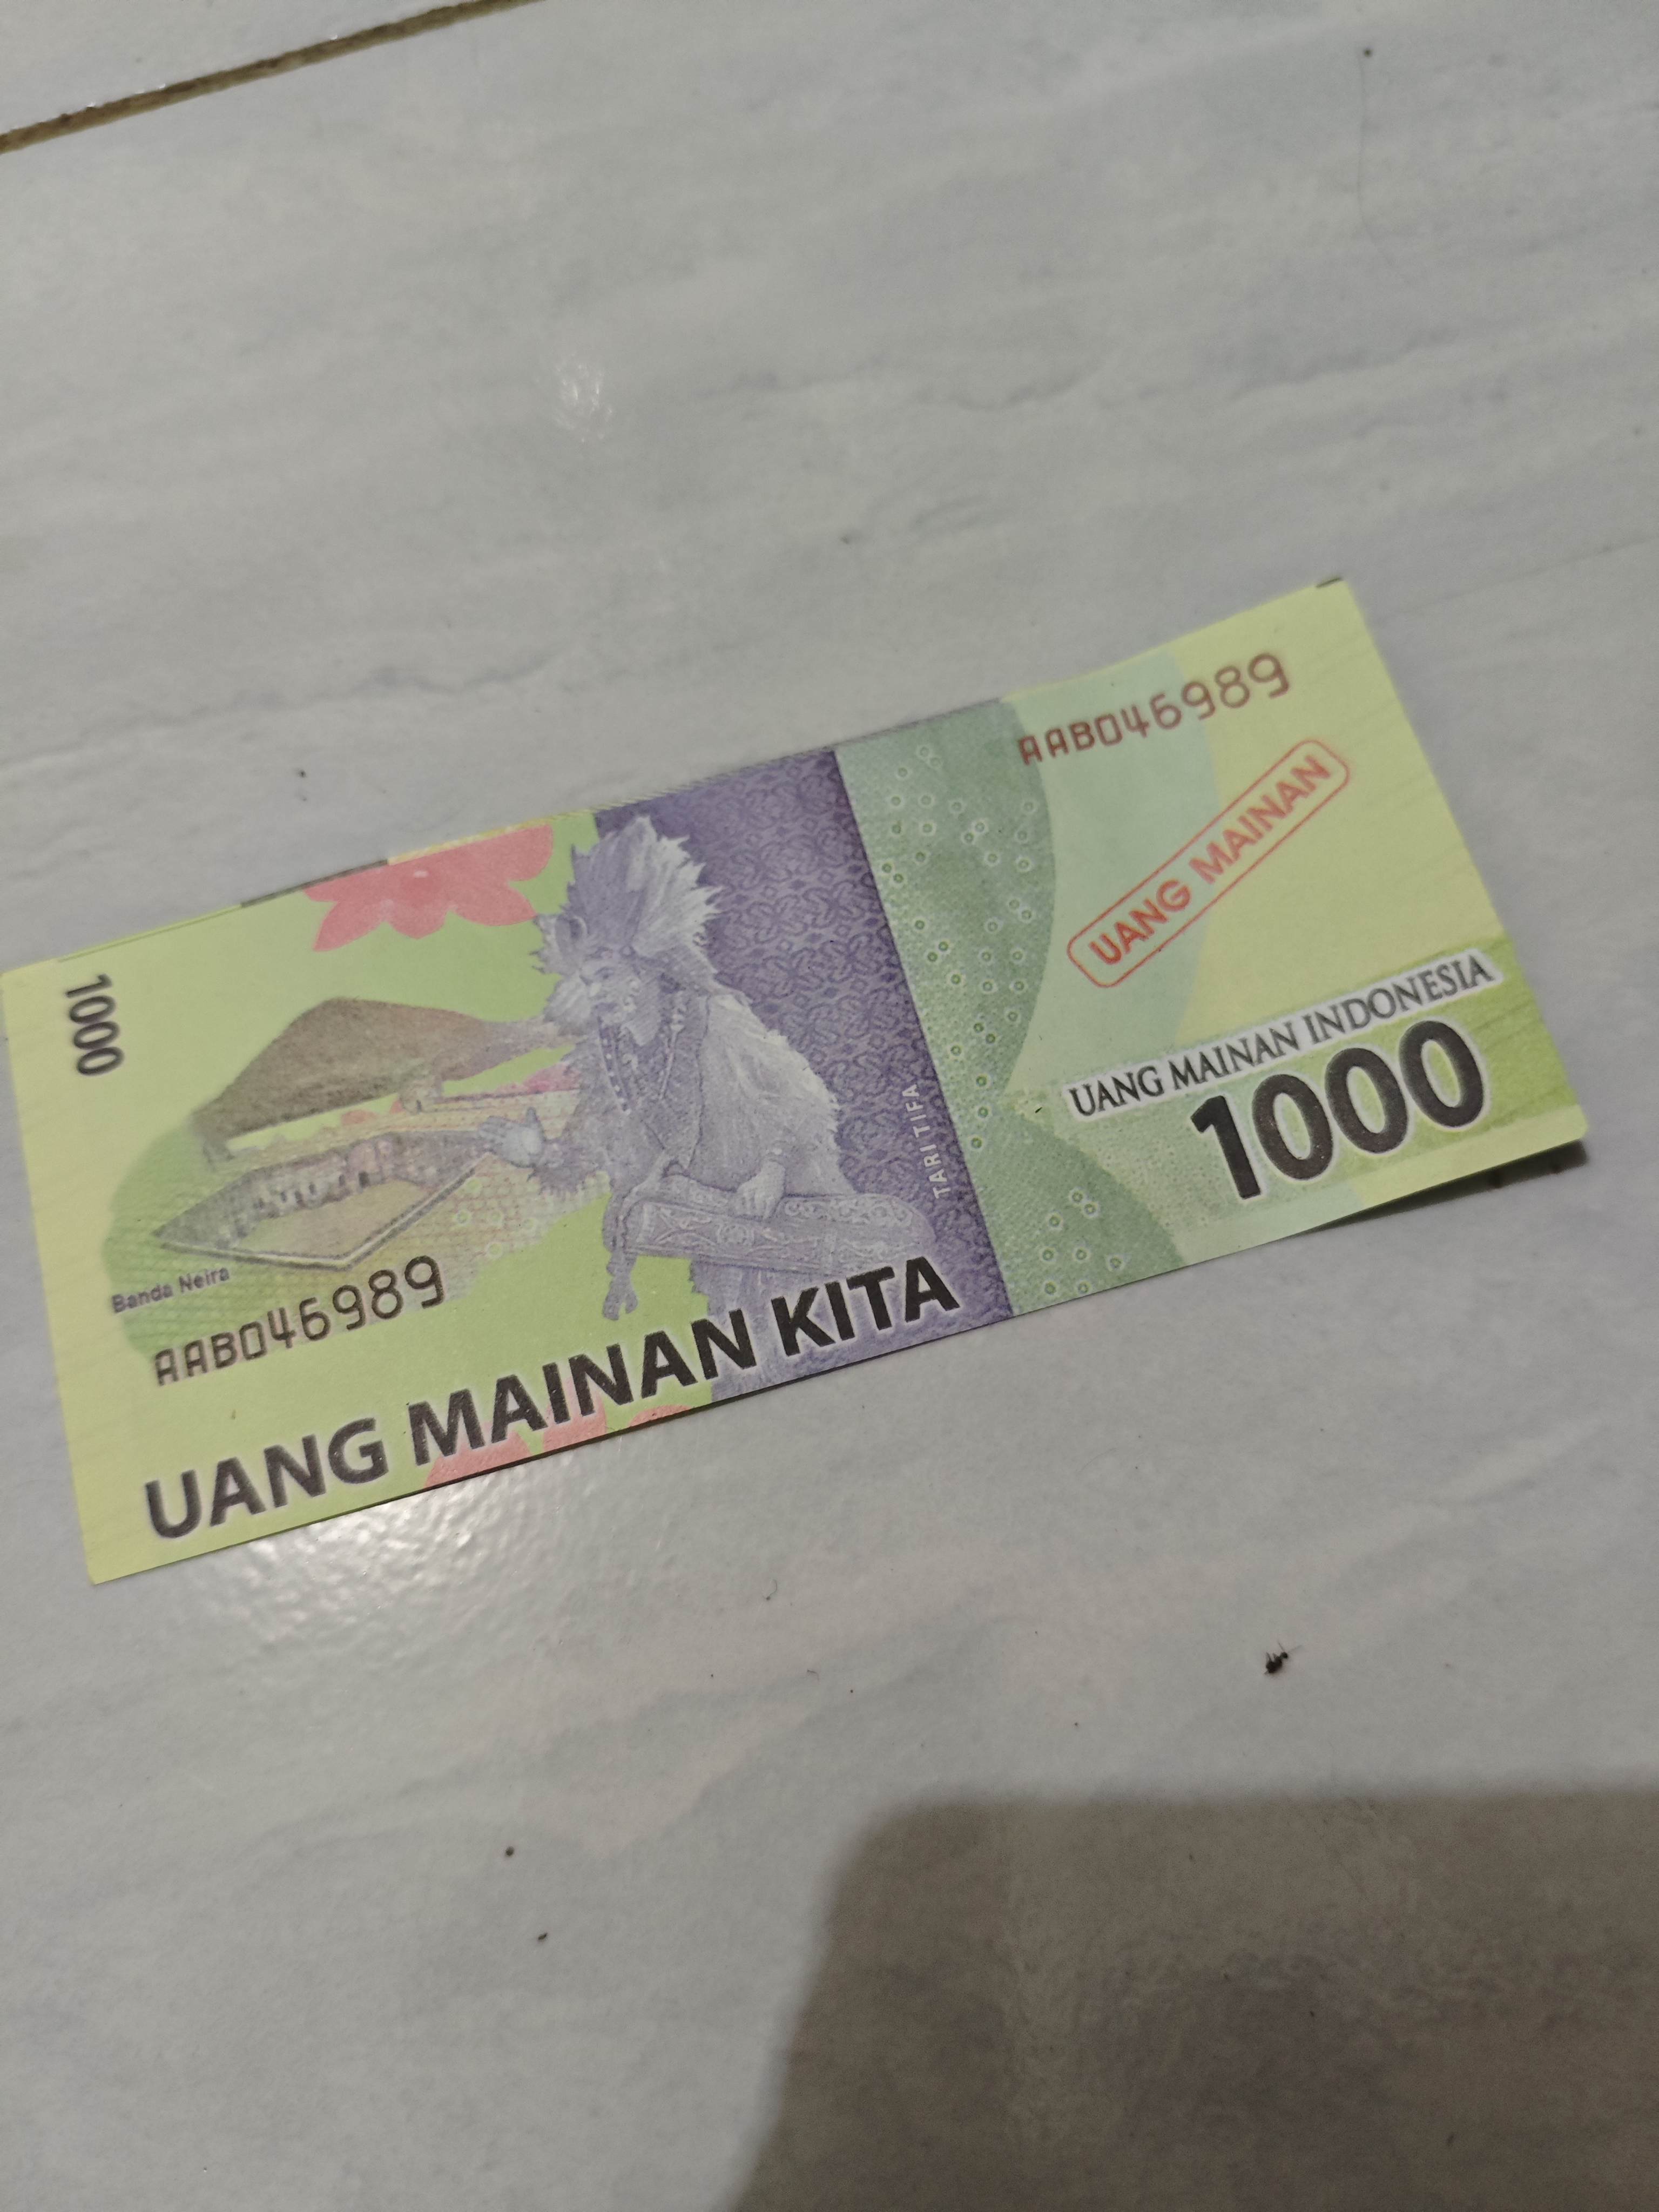 AAB046989
UANG MAINAN
UANG MAINAN INDONESIA
1000
1000
TARI TIFA
Banda Neira
AAB046989
UANG MAINAN KITA